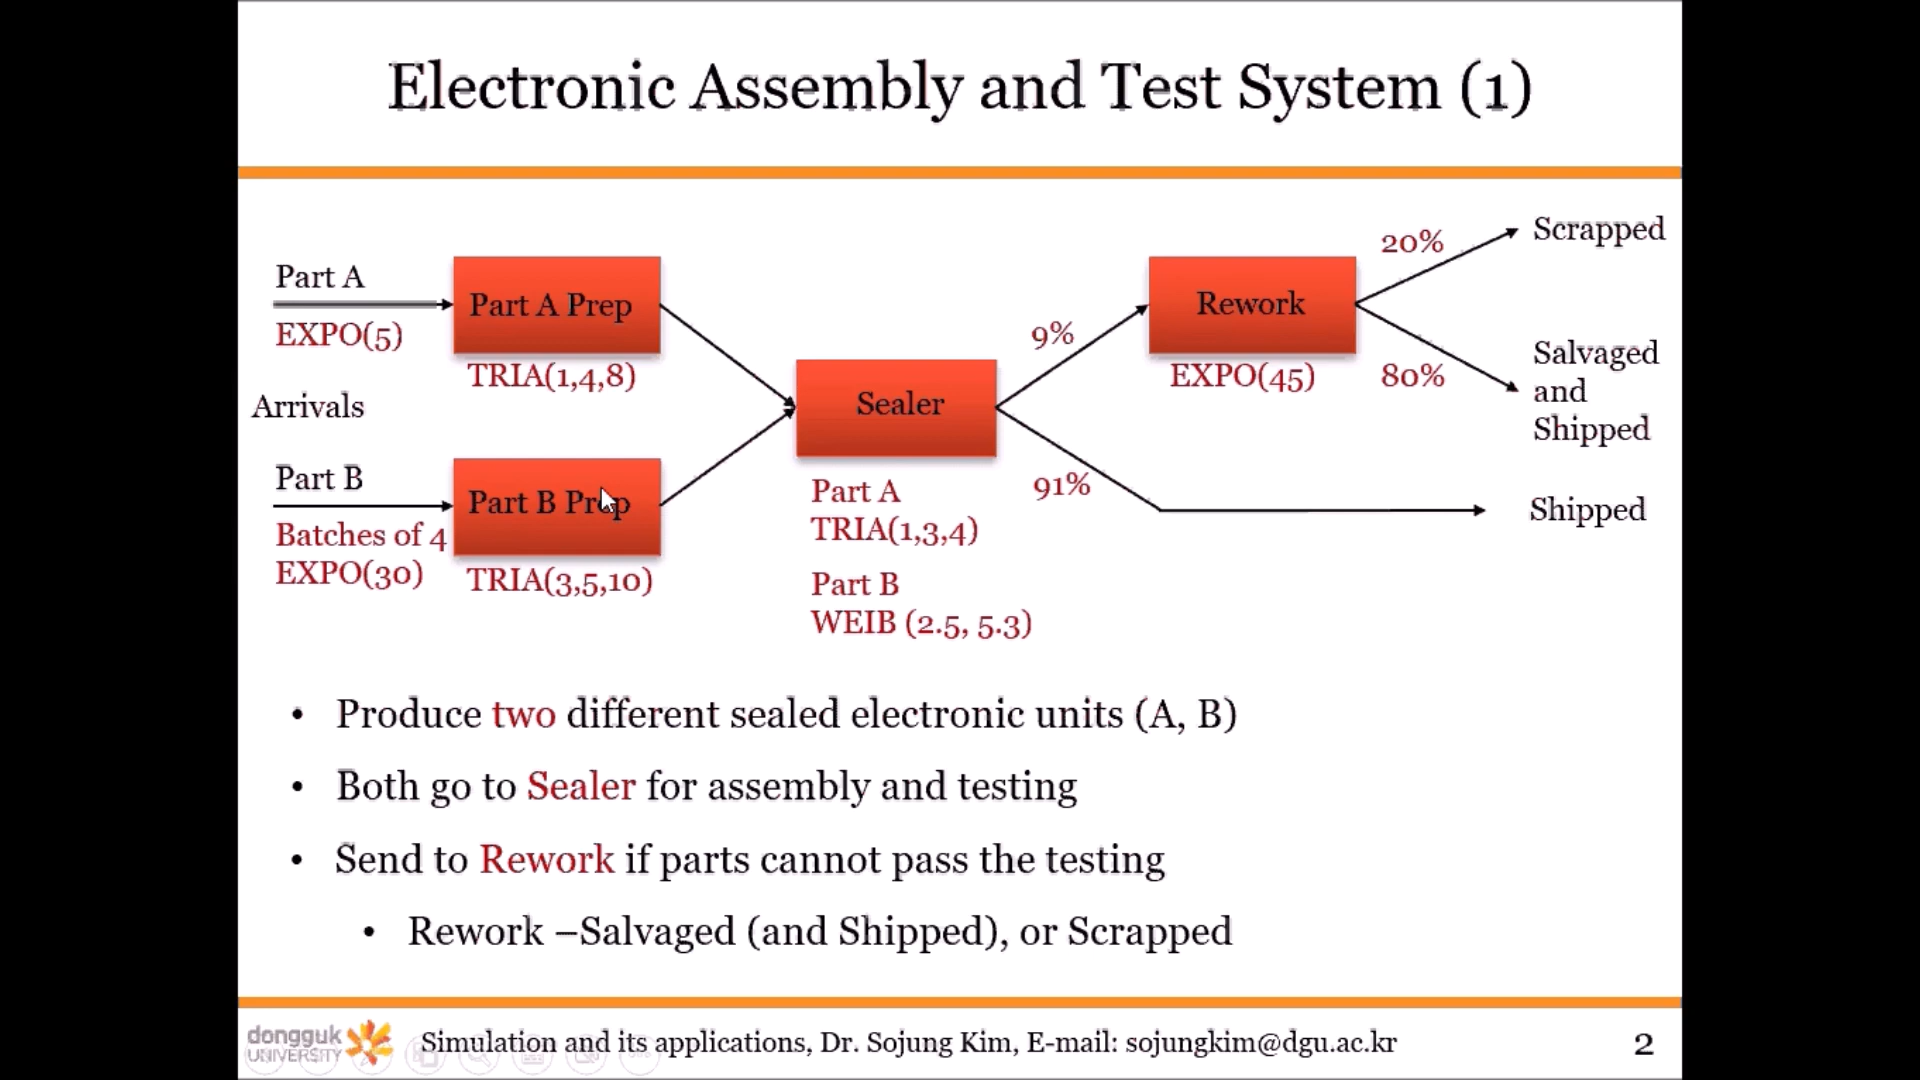 Electronic Assembly and Test System (1)
Part A
EXPO(5)
Part A Prep
TRIA(1,4,8)
Arrivals
Part B
Batches of 4
EXPO(30)
Part B Prep
TRIA(3,5,10)
Sealer
Part A
TRIA(1,3,4)
Part B
WEIB (2.5, 5.3)
9%
91%
Rework
EXPO(45)
20%
80%
Scrapped
Salvaged
and
Shipped
Shipped
• Produce two different sealed electronic units (A, B)
• Both go to Sealer for assembly and testing
• Send to Rework if parts cannot pass the testing
• Rework –Salvaged (and Shipped), or Scrapped
dongguk
UNIVERSITY
Simulation and its applications, Dr. Sojung Kim, E-mail: sojungkim@dgu.ac.kr
2